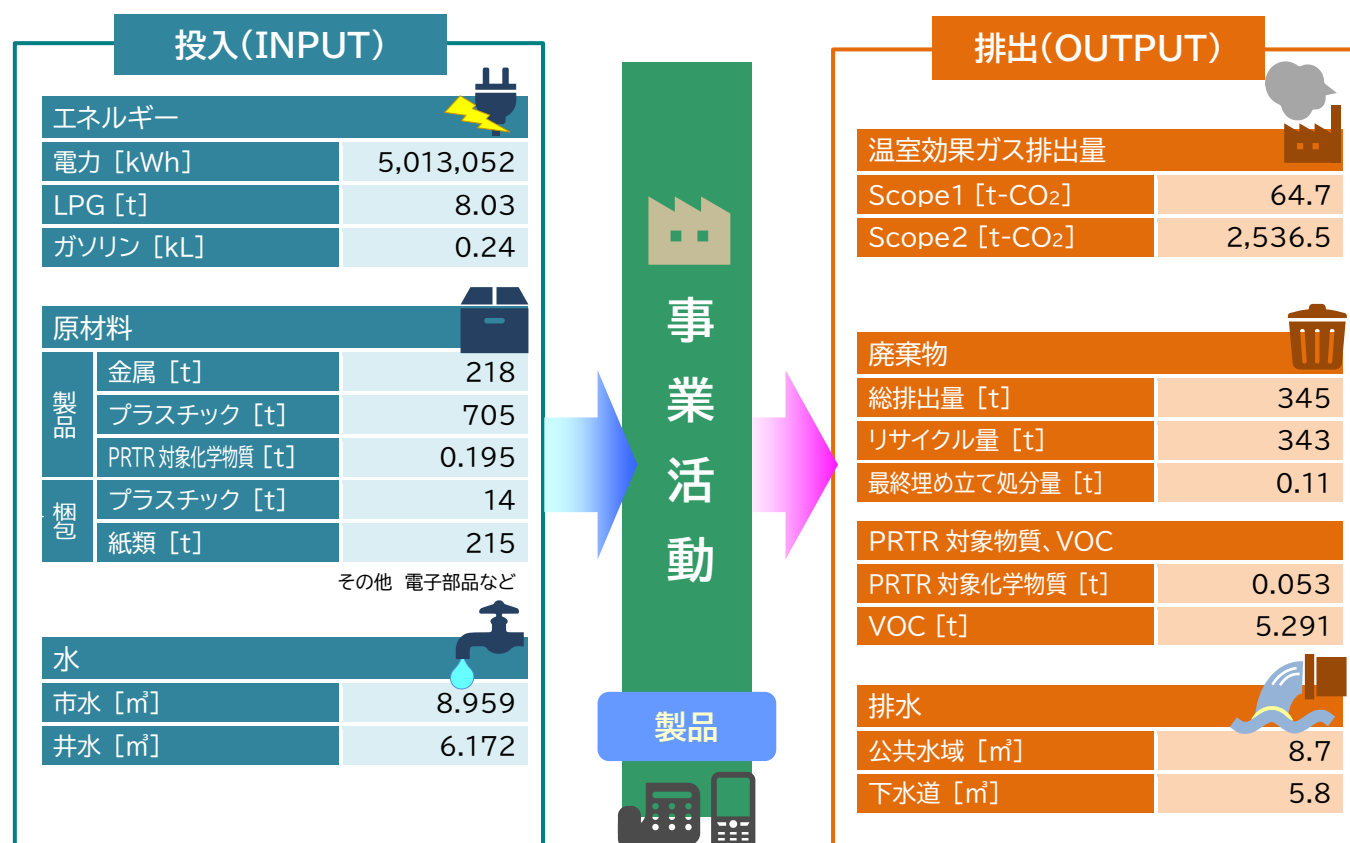 投入(INPUT)
エネルギー
電力 [kWh] 5,013,052
LPG [t] 8.03
ガソリン [kL] 0.24
原材料
製品
金属 [t] 218
プラスチック [t] 705
PRTR対象化学物質 [t] 0.195
梱包
プラスチック [t] 14
紙類 [t] 215
その他 電子部品など
水
市水 [㎥] 8.959
井水 [㎥] 6.172
事業活動
製品
排出(OUTPUT)
温室効果ガス排出量
Scope1 [t-CO₂] 64.7
Scope2 [t-CO₂] 2,536.5
廃棄物
総排出量 [t] 345
リサイクル量 [t] 343
最終埋め立て処分量 [t] 0.11
PRTR 対象物質、VOC
PRTR 対象化学物質 [t] 0.053
VOC [t] 5.291
排水
公共水域 [㎥] 8.7
下水道 [㎥] 5.8